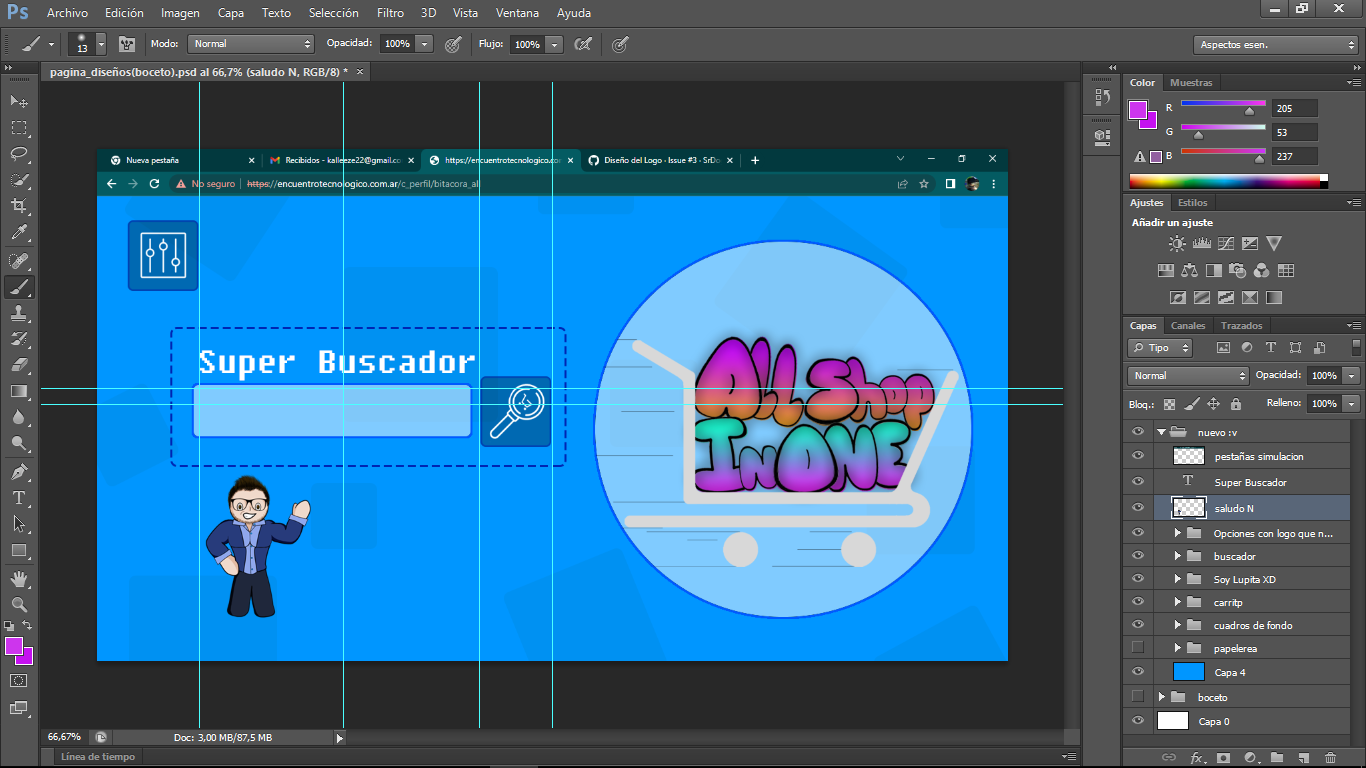 Ps Archivo Edición Imagen Capa Texto Selección Filtro 3D Vista Ventana Ayuda
13 Modo: Normal Opacidad: 100% Flujo: 100% Aspectos esen.
pagina_diseños(boceto).psd al 66,7% (saludo N, RGB/8) * ×
Nueva pestaña
Recibidos - kalleeze22@gmail.co
https://encuentrotecnologico.co
Diseño del Logo · Issue #3 · SrDo
No seguro | https://encuentrotecnologico.com.ar/c_perfil/bitacora_al
Super Buscador
All Shop
In ONE
66,67% Doc: 3,00 MB/87,5 MB
Línea de tiempo
Color Muestras
R 205
G 53
B 237
Ajustes Estilos
Añadir un ajuste
Capas Canales Trazados
Tipo
Normal Opacidad: 100%
Bloq.: Relleno: 100%
nuevo :v
pestañas simulacion
T Super Buscador
saludo N
Opciones con logo que n...
buscador
Soy Lupita XD
carritp
cuadros de fondo
papelerea
Capa 4
boceto
Capa 0
fx